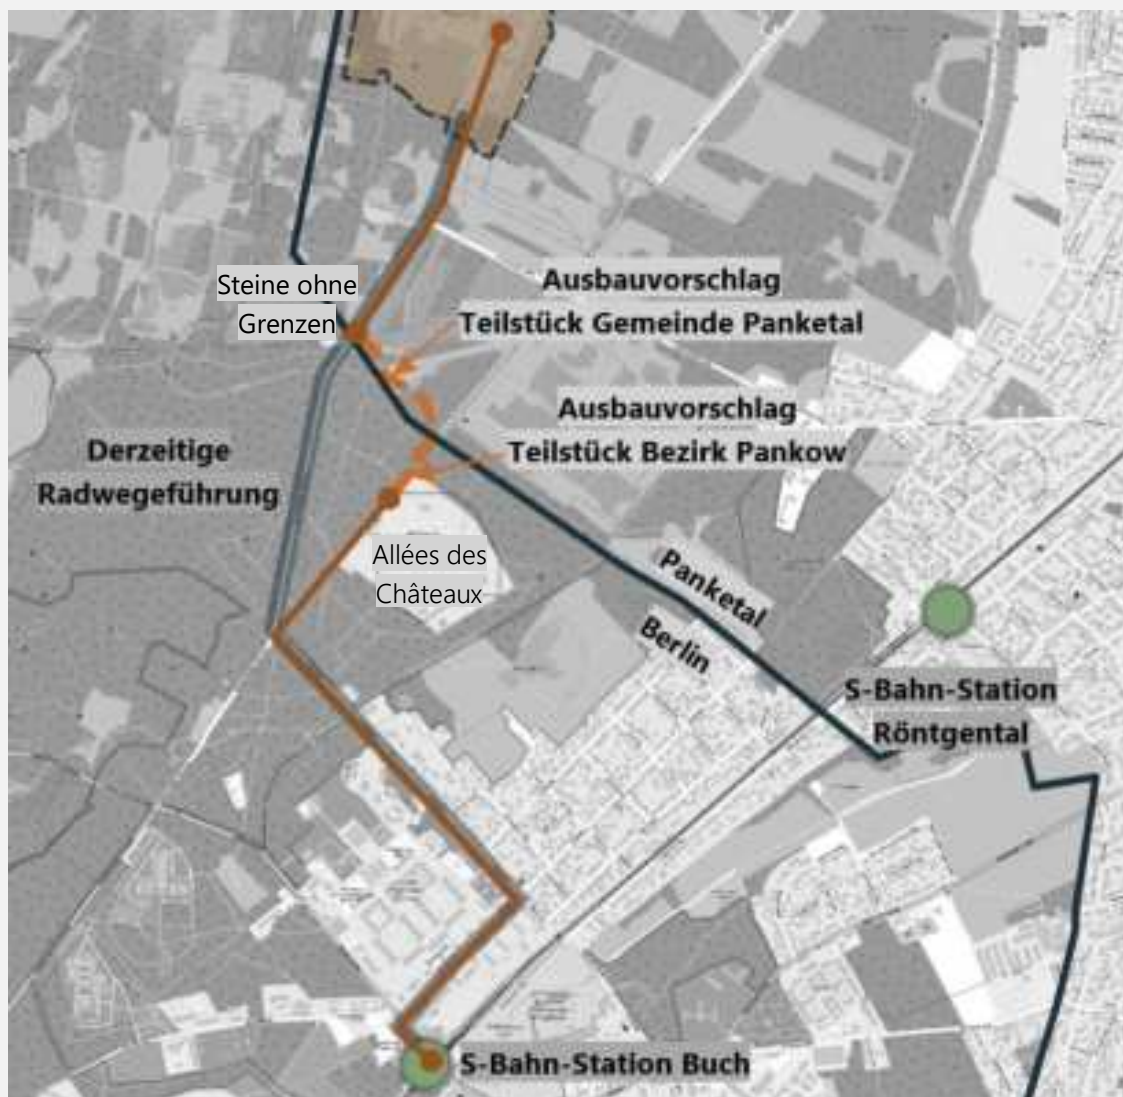 Steine ohne
Grenzen
Ausbauvorschlag
Teilstück Gemeinde Panketal
Ausbauvorschlag
Teilstück Bezirk Pankow
Derzeitige
Radwegeführung
Allées des
Châteaux
Panketal
Berlin
S-Bahn-Station
Röntgental
S-Bahn-Station Buch